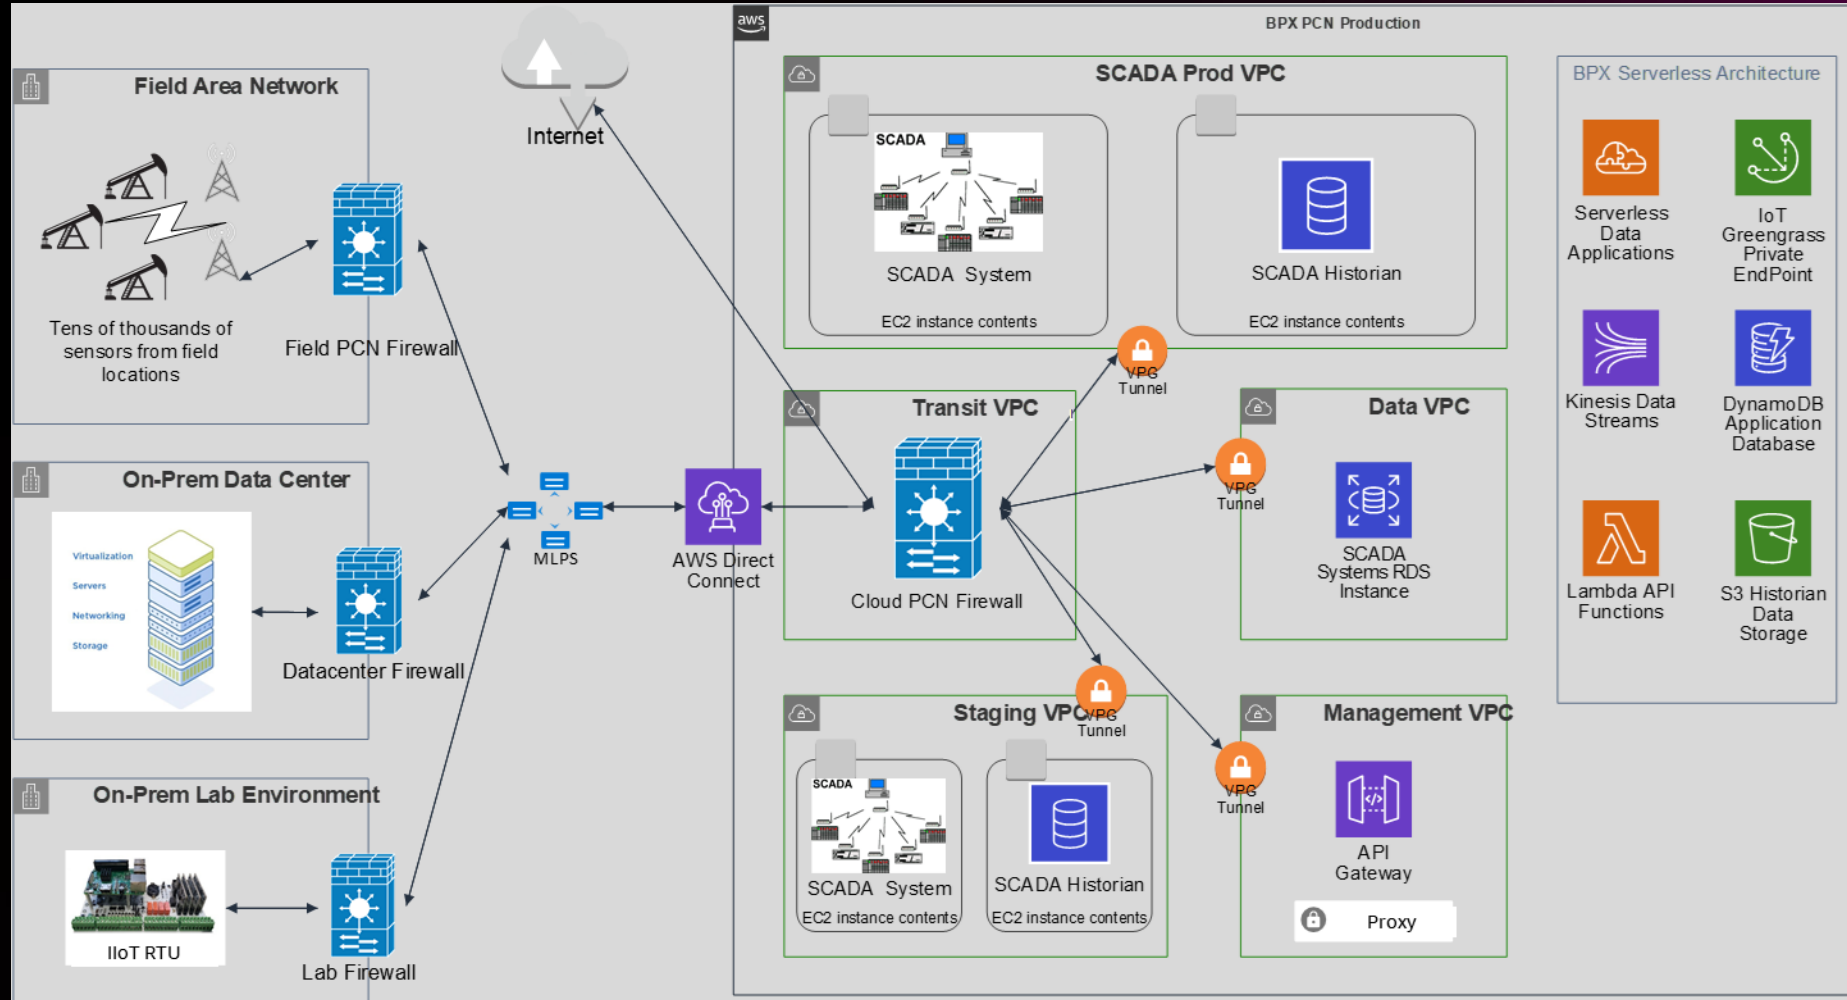 aws
BPX PCN Production
Field Area Network
Tens of thousands of
sensors from field
locations
Field PCN Firewall
Internet
On-Prem Data Center
Virtualization
Servers
Networking
Storage
Datacenter Firewall
On-Prem Lab Environment
IIoT RTU
Lab Firewall
MLPS
AWS Direct
Connect
SCADA Prod VPC
SCADA
SCADA System
EC2 instance contents
SCADA Historian
EC2 instance contents
VPG
Tunnel
Transit VPC
Cloud PCN Firewall
Data VPC
VPG
Tunnel
SCADA
Systems RDS
Instance
Staging VPC
VPG
Tunnel
SCADA
SCADA System
EC2 instance contents
SCADA Historian
EC2 instance contents
Management VPC
VPG
Tunnel
API
Gateway
Proxy
BPX Serverless Architecture
Serverless
Data
Applications
IoT
Greengrass
Private
EndPoint
Kinesis Data
Streams
DynamoDB
Application
Database
Lambda API
Functions
S3 Historian
Data
Storage